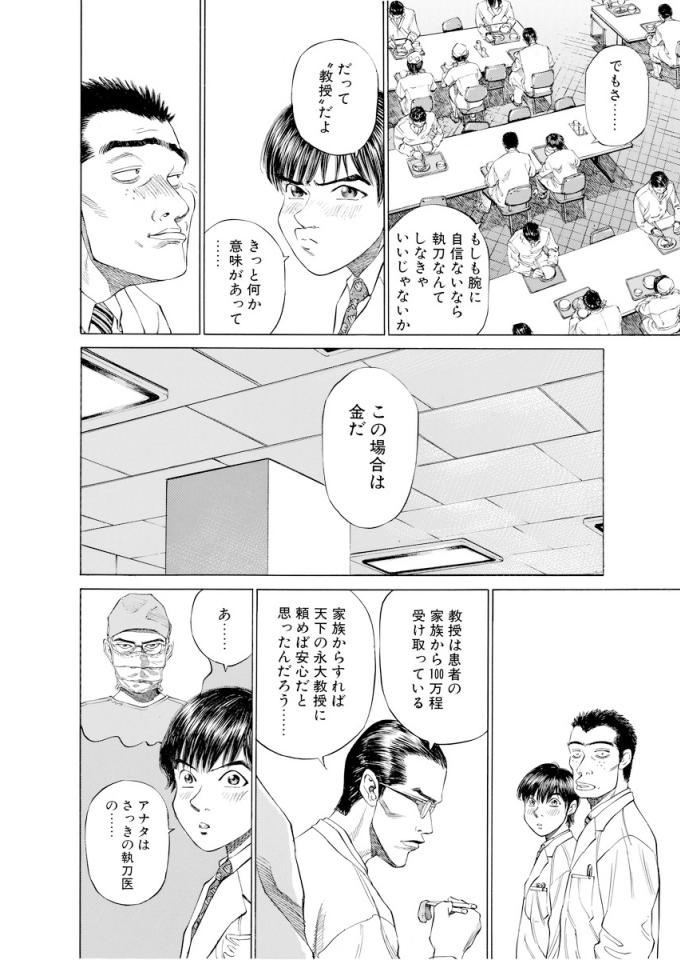 でもさ……
もしも腕に
自信ないなら
執刀なんて
しなきゃ
いいじゃないか
だって
〝教授〟だよ
きっと何か
意味があって
……
この場合は
金だ
教授は患者の
家族から100万程
受け取っている
家族からすれば
天下の永大教授に
頼めば安心だと
思ったんだろう……
あ……
アナタは
さっきの執刀医
の……